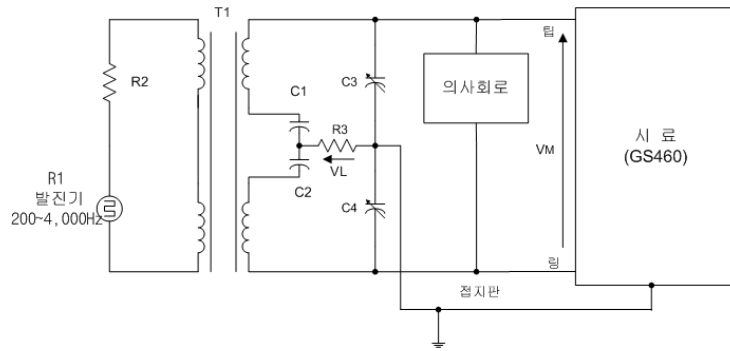 T1
R2
R1
발진기
200~4,000Hz
C1
C2
R3
VL
C3
C4
의사회로
팁
VM
링
시 료
(GS460)
접지판